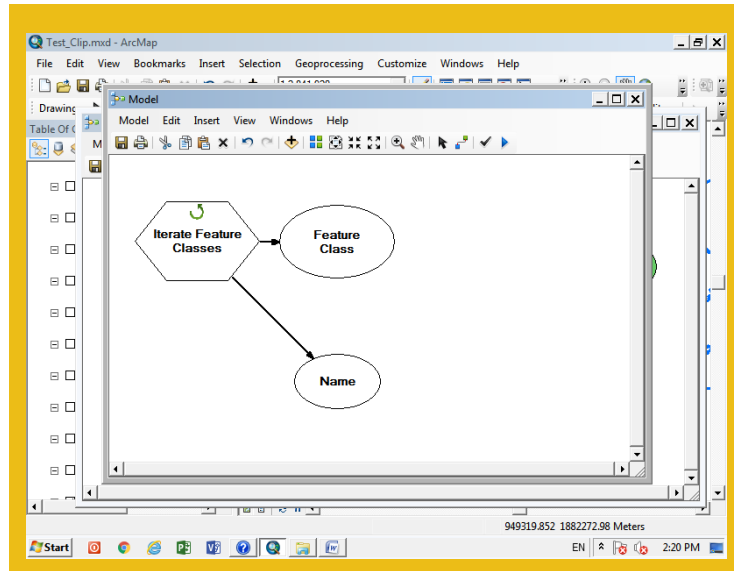 Test_Clip.mxd - ArcMap
File Edit View Bookmarks Insert Selection Geoprocessing Customize Windows Help
Drawing
Model
Table Of
Model Edit Insert View Windows Help
M
Iterate Feature
Classes
Feature
Class
Name
949319.852 1882272.98 Meters
Start
EN
2:20 PM